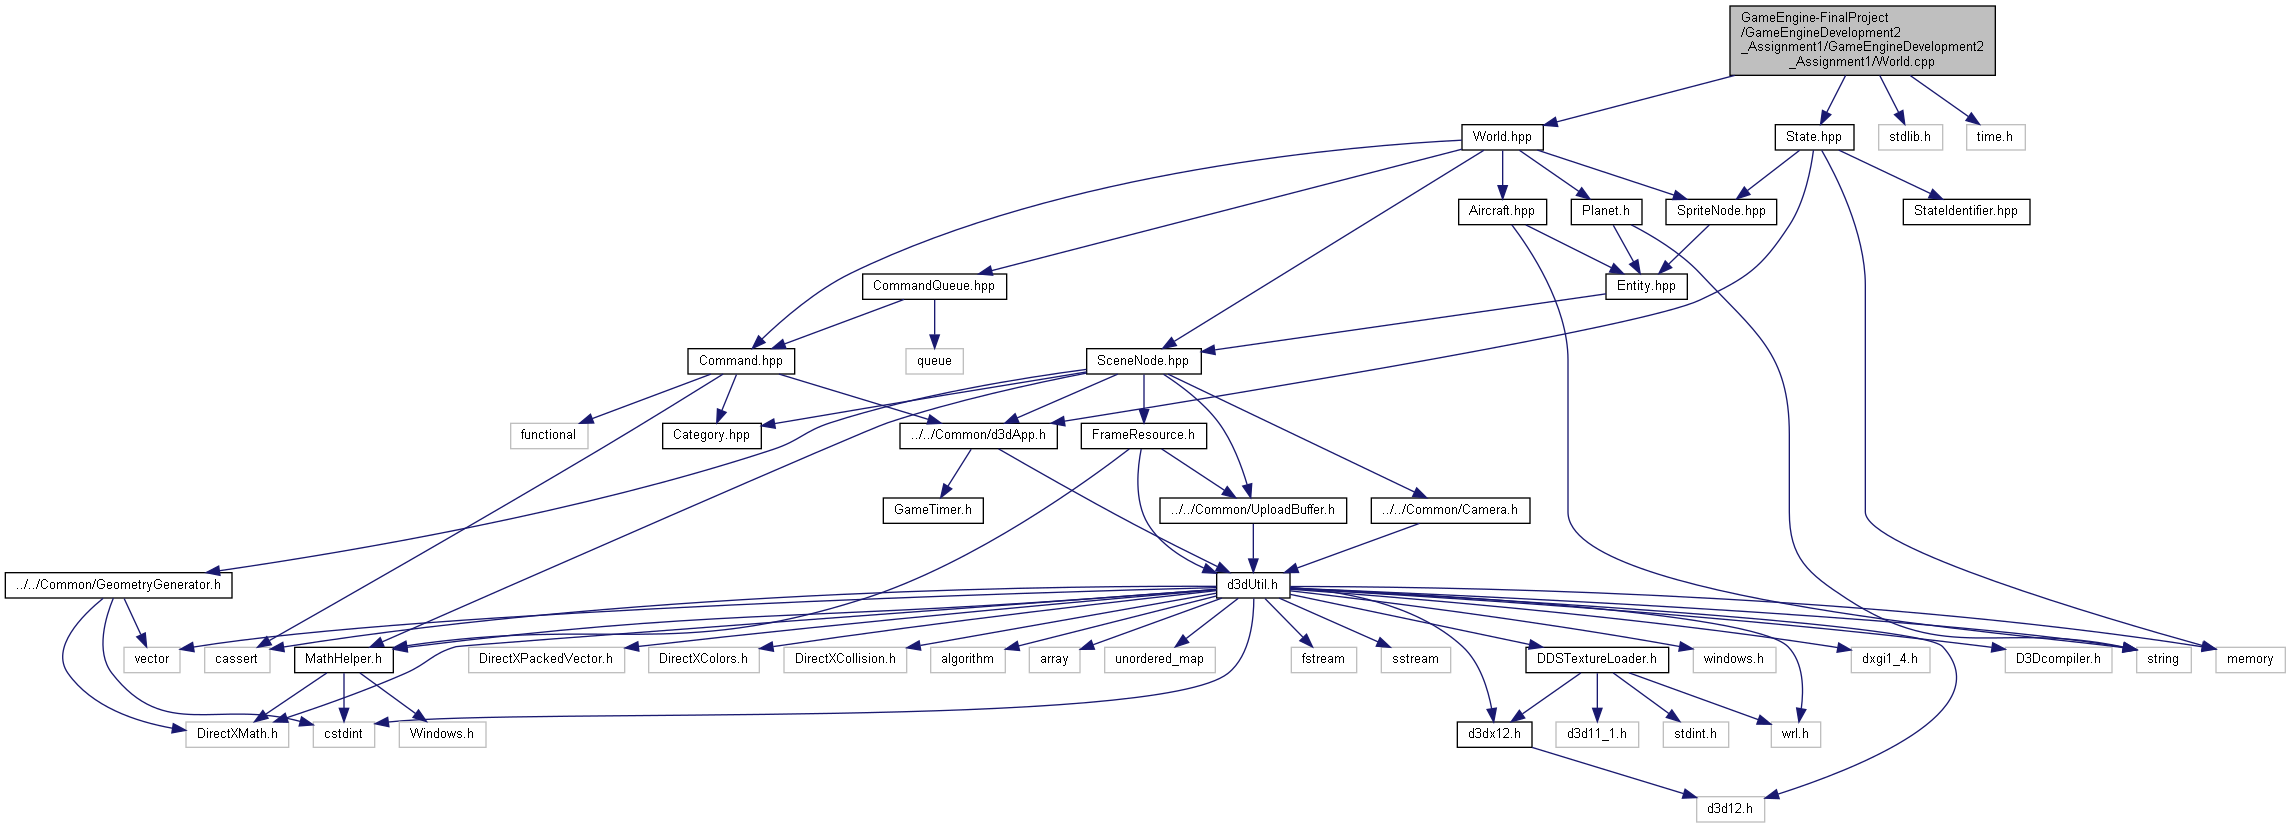 GameEngine-FinalProject
/GameEngineDevelopment2
_Assignment1/GameEngineDevelopment2
_Assignment1/World.cpp
World.hpp
State.hpp
stdlib.h
time.h
Aircraft.hpp
Planet.h
SpriteNode.hpp
StateIdentifier.hpp
CommandQueue.hpp
Entity.hpp
Command.hpp
queue
SceneNode.hpp
functional
Category.hpp
../../Common/d3dApp.h
FrameResource.h
GameTimer.h
../../Common/UploadBuffer.h
../../Common/Camera.h
../../Common/GeometryGenerator.h
d3dUtil.h
vector
cassert
MathHelper.h
DirectXPackedVector.h
DirectXColors.h
DirectXCollision.h
algorithm
array
unordered_map
fstream
sstream
DDSTextureLoader.h
windows.h
dxgi1_4.h
D3Dcompiler.h
string
memory
DirectXMath.h
cstdint
Windows.h
d3dx12.h
d3d11_1.h
stdint.h
wrl.h
d3d12.h